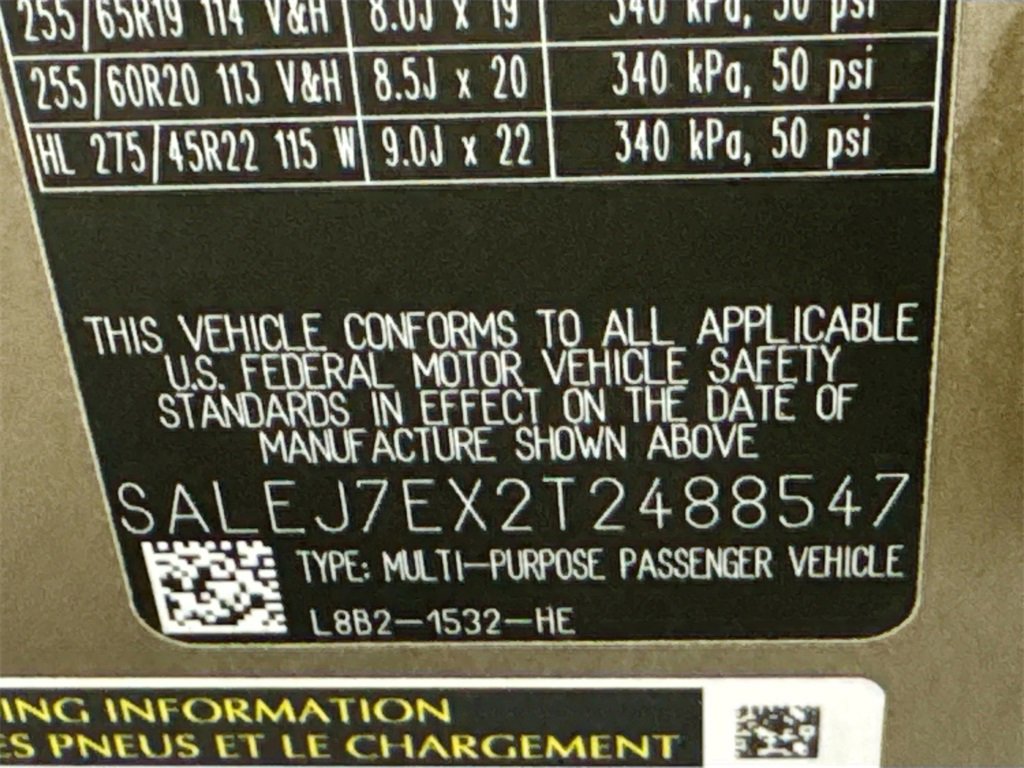 255/65R19 114 V&H 8.0J x 19 340 kPa, 50 psi
255/60R20 113 V&H 8.5J x 20 340 kPa, 50 psi
HL 275/45R22 115 W 9.0J x 22 340 kPa, 50 psi
THIS VEHICLE CONFORMS TO ALL APPLICABLE
U.S. FEDERAL MOTOR VEHICLE SAFETY
STANDARDS IN EFFECT ON THE DATE OF
MANUFACTURE SHOWN ABOVE
SALEJ7EX2T2488547
TYPE: MULTI-PURPOSE PASSENGER VEHICLE
L8B2-1532-HE
ING INFORMATION
ES PNEUS ET LE CHARGEMENT